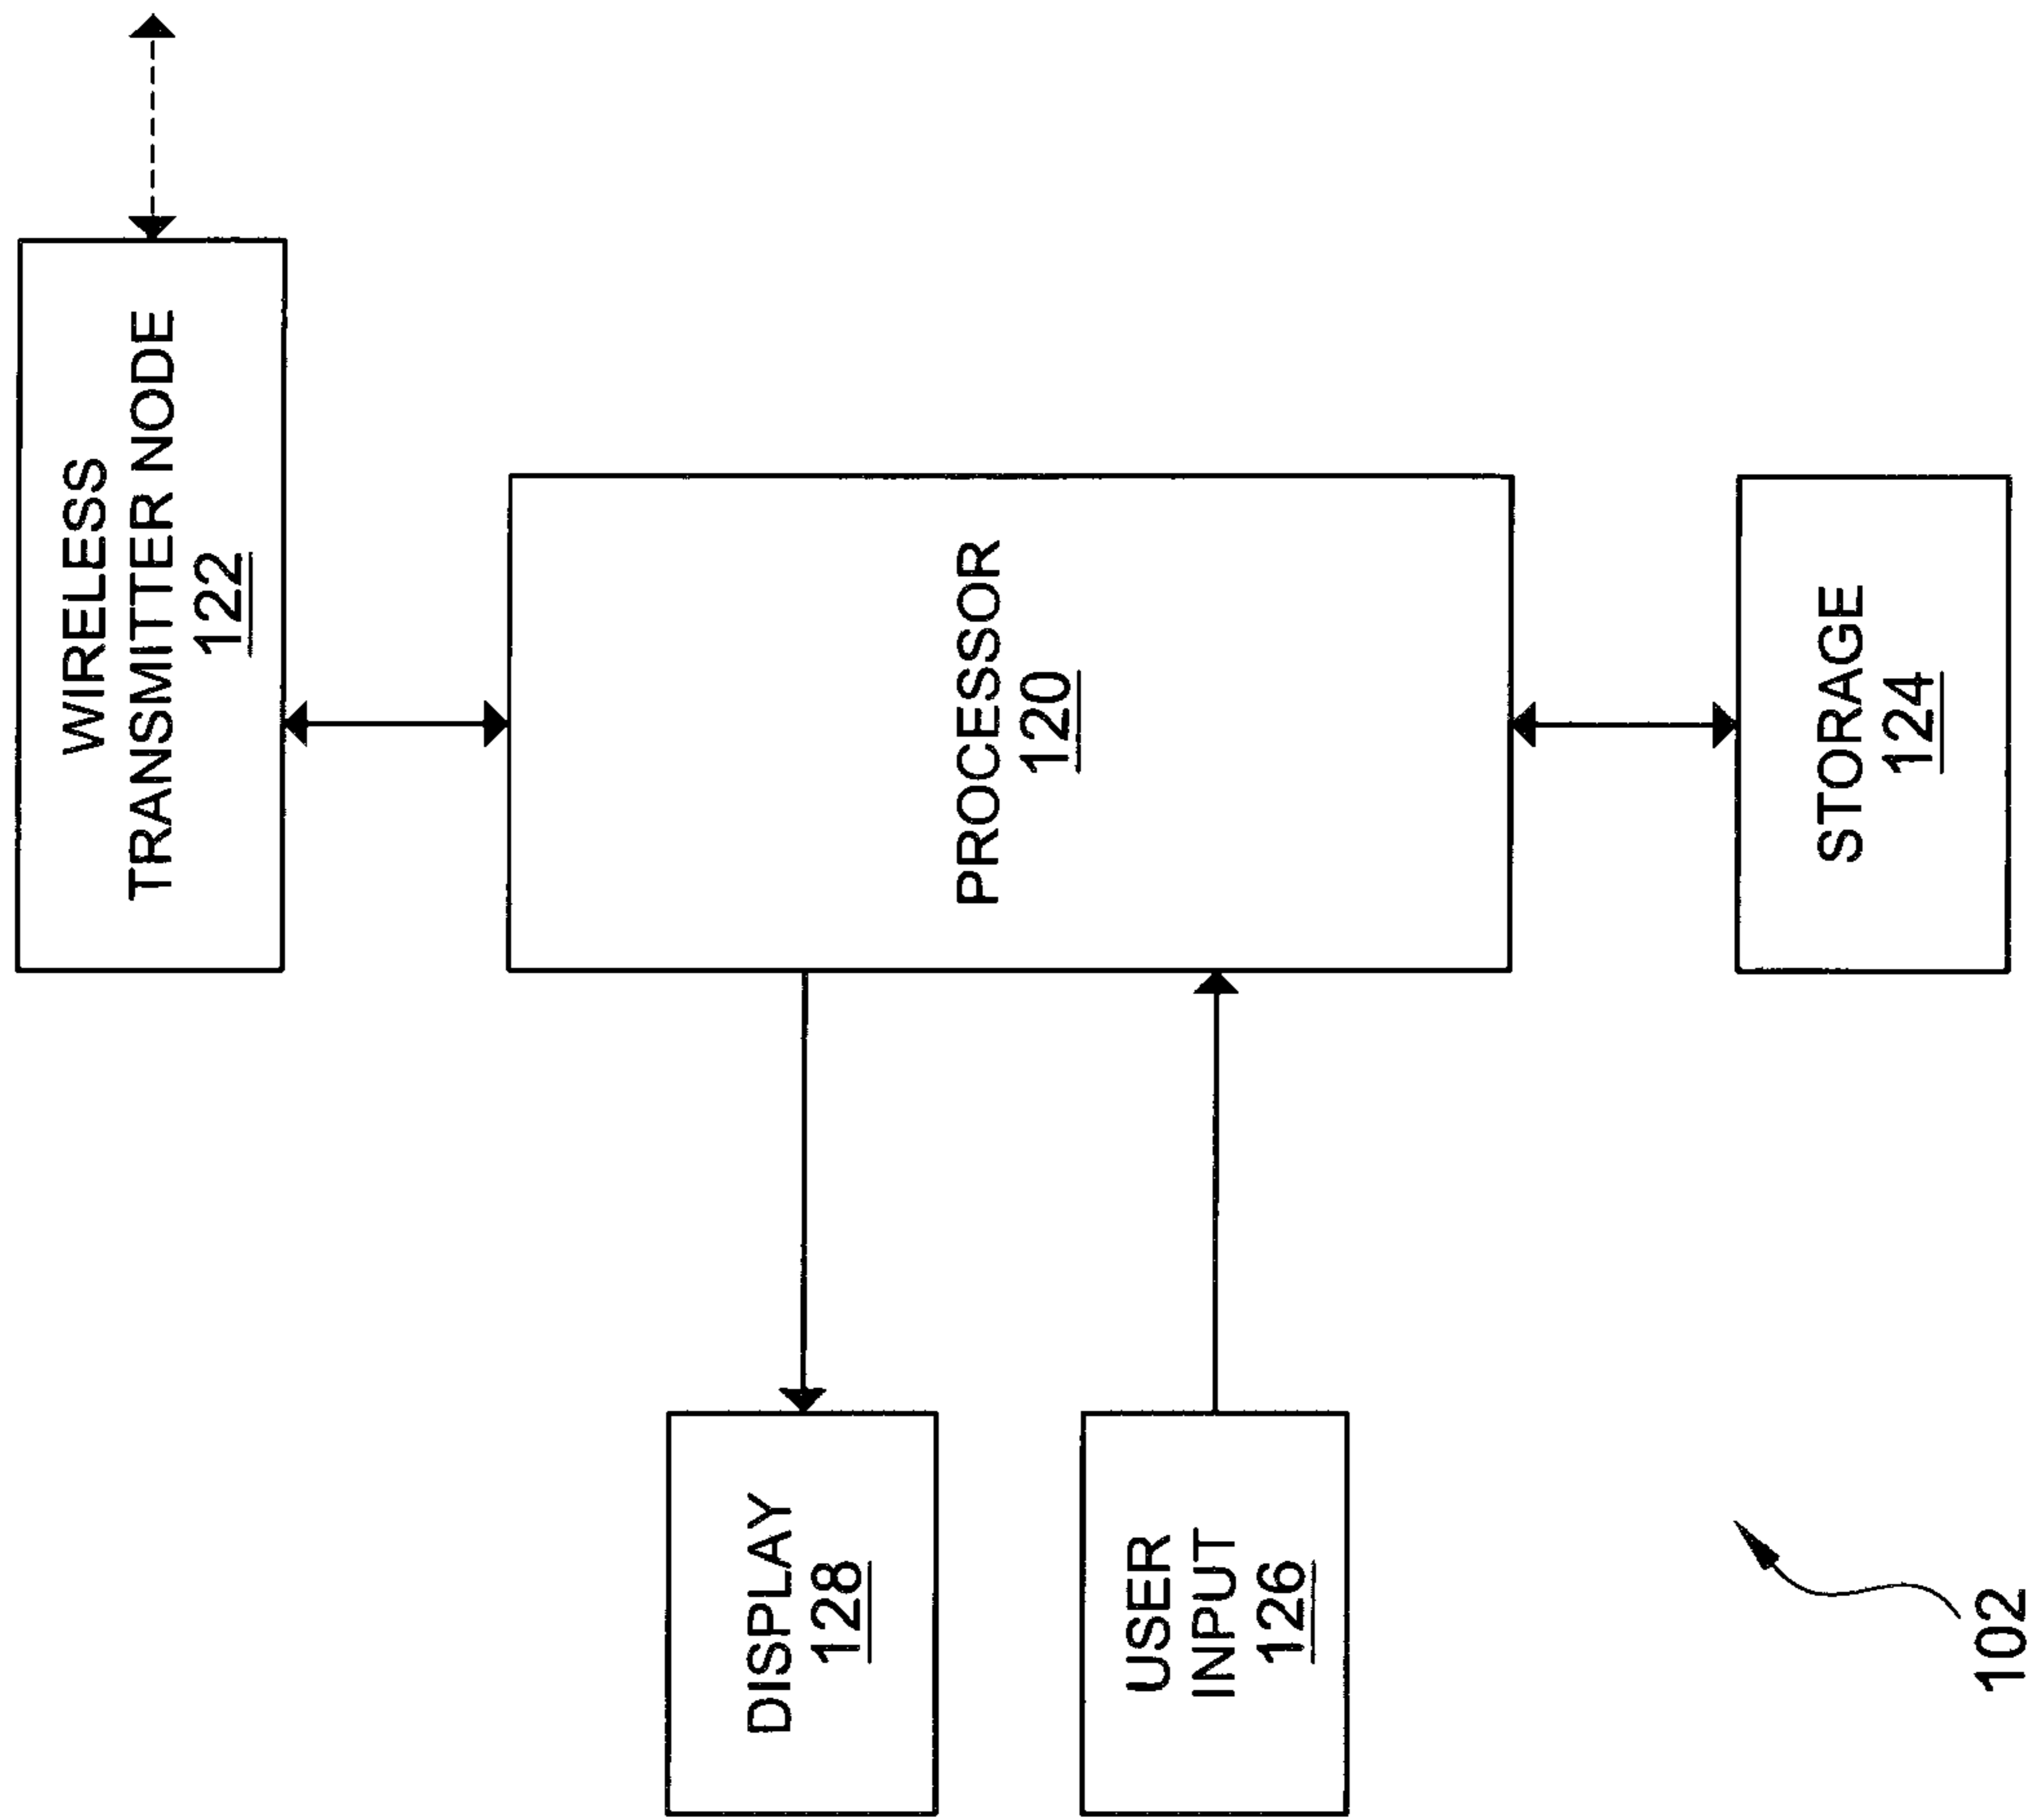 WIRELESS
TRANSMITTER NODE
122
DISPLAY
128
PROCESSOR
120
USER
INPUT
126
STORAGE
124
102